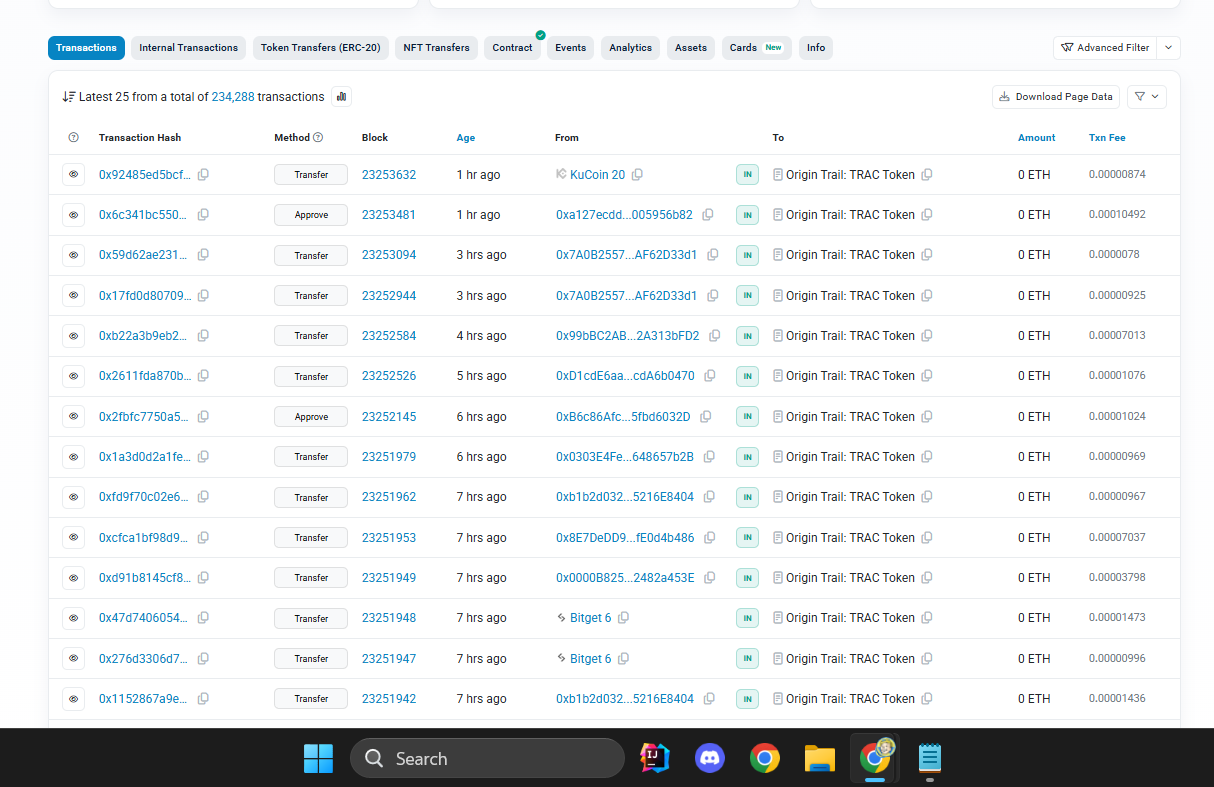 Transactions Internal Transactions Token Transfers (ERC-20) NFT Transfers Contract Events Analytics Assets Cards New Info Advanced Filter
Latest 25 from a total of 234,288 transactions Download Page Data
Transaction Hash Method Block Age From To Amount Txn Fee
0x92485ed5bcf... Transfer 23253632 1 hr ago KuCoin 20 IN Origin Trail: TRAC Token 0 ETH 0.00000874
0x6c341bc550... Approve 23253481 1 hr ago 0xa127ecdd...005956b82 IN Origin Trail: TRAC Token 0 ETH 0.00010492
0x59d62ae231... Transfer 23253094 3 hrs ago 0x7A0B2557...AF62D33d1 IN Origin Trail: TRAC Token 0 ETH 0.0000078
0x17fd0d80709... Transfer 23252944 3 hrs ago 0x7A0B2557...AF62D33d1 IN Origin Trail: TRAC Token 0 ETH 0.00000925
0xb22a3b9eb2... Transfer 23252584 4 hrs ago 0x99bBC2AB...2A313bFD2 IN Origin Trail: TRAC Token 0 ETH 0.00007013
0x2611fda870b... Transfer 23252526 5 hrs ago 0xD1cdE6aa...cdA6b0470 IN Origin Trail: TRAC Token 0 ETH 0.00001076
0x2fbfc7750a5... Approve 23252145 6 hrs ago 0xB6c86Afc...5fbd6032D IN Origin Trail: TRAC Token 0 ETH 0.00001024
0x1a3d0d2a1fe... Transfer 23251979 6 hrs ago 0x0303E4Fe...648657b2B IN Origin Trail: TRAC Token 0 ETH 0.00000969
0xfd9f70c02e6... Transfer 23251962 7 hrs ago 0xb1b2d032...5216E8404 IN Origin Trail: TRAC Token 0 ETH 0.00000967
0xcfca1bf98d9... Transfer 23251953 7 hrs ago 0x8E7DeDD9...fE0d4b486 IN Origin Trail: TRAC Token 0 ETH 0.00007037
0xd91b8145cf8... Transfer 23251949 7 hrs ago 0x0000B825...2482a453E IN Origin Trail: TRAC Token 0 ETH 0.00003798
0x47d7406054... Transfer 23251948 7 hrs ago Bitget 6 IN Origin Trail: TRAC Token 0 ETH 0.00001473
0x276d3306d7... Transfer 23251947 7 hrs ago Bitget 6 IN Origin Trail: TRAC Token 0 ETH 0.00000996
0x1152867a9e... Transfer 23251942 7 hrs ago 0xb1b2d032...5216E8404 IN Origin Trail: TRAC Token 0 ETH 0.00001436
Search
IJ